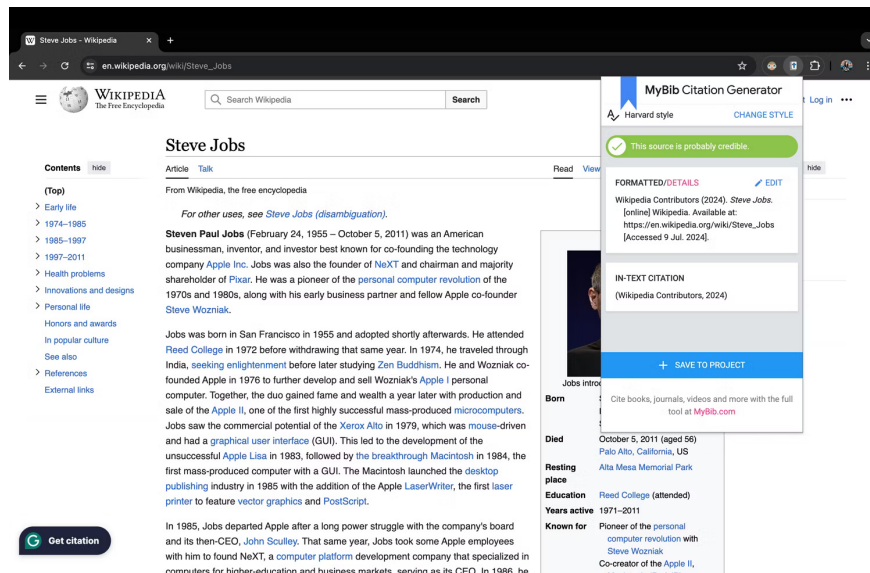 Steve Jobs - Wikipedia
en.wikipedia.org/wiki/Steve_Jobs
WIKIPEDIA
The Free Encyclopedia
Search Wikipedia
Search
Log in
Steve Jobs
Contents hide
(Top)
Early life
1974–1985
1985–1997
1997–2011
Health problems
Innovations and designs
Personal life
Honors and awards
In popular culture
See also
References
External links
Article Talk
Read
View
hide
From Wikipedia, the free encyclopedia
For other uses, see Steve Jobs (disambiguation).
Steven Paul Jobs (February 24, 1955 – October 5, 2011) was an American
businessman, inventor, and investor best known for co-founding the technology
company Apple Inc. Jobs was also the founder of NeXT and chairman and majority
shareholder of Pixar. He was a pioneer of the personal computer revolution of the
1970s and 1980s, along with his early business partner and fellow Apple co-founder
Steve Wozniak.
Jobs was born in San Francisco in 1955 and adopted shortly afterwards. He attended
Reed College in 1972 before withdrawing that same year. In 1974, he traveled through
India, seeking enlightenment before later studying Zen Buddhism. He and Wozniak co-
founded Apple in 1976 to further develop and sell Wozniak's Apple I personal
computer. Together, the duo gained fame and wealth a year later with production and
sale of the Apple II, one of the first highly successful mass-produced microcomputers.
Jobs saw the commercial potential of the Xerox Alto in 1979, which was mouse-driven
and had a graphical user interface (GUI). This led to the development of the
unsuccessful Apple Lisa in 1983, followed by the breakthrough Macintosh in 1984, the
first mass-produced computer with a GUI. The Macintosh launched the desktop
publishing industry in 1985 with the addition of the Apple LaserWriter, the first laser
printer to feature vector graphics and PostScript.
In 1985, Jobs departed Apple after a long power struggle with the company's board
and its then-CEO, John Sculley. That same year, Jobs took some Apple employees
with him to found NeXT, a computer platform development company that specialized in
computers for higher-education and business markets, serving as its CEO. In 1986, he
MyBib Citation Generator
Harvard style
CHANGE STYLE
This source is probably credible.
FORMATTED/DETAILS
EDIT
Wikipedia Contributors (2024). Steve Jobs.
[online] Wikipedia. Available at:
https://en.wikipedia.org/wiki/Steve_Jobs
[Accessed 9 Jul. 2024].
IN-TEXT CITATION
(Wikipedia Contributors, 2024)
+ SAVE TO PROJECT
Cite books, journals, videos and more with the full
tool at MyBib.com
Jobs
Born
Died October 5, 2011 (aged 56)
Palo Alto, California, US
Resting place
Alta Mesa Memorial Park
Education Reed College (attended)
Years active 1971–2011
Known for Pioneer of the personal
computer revolution with
Steve Wozniak
Co-creator of the Apple II,
Get citation